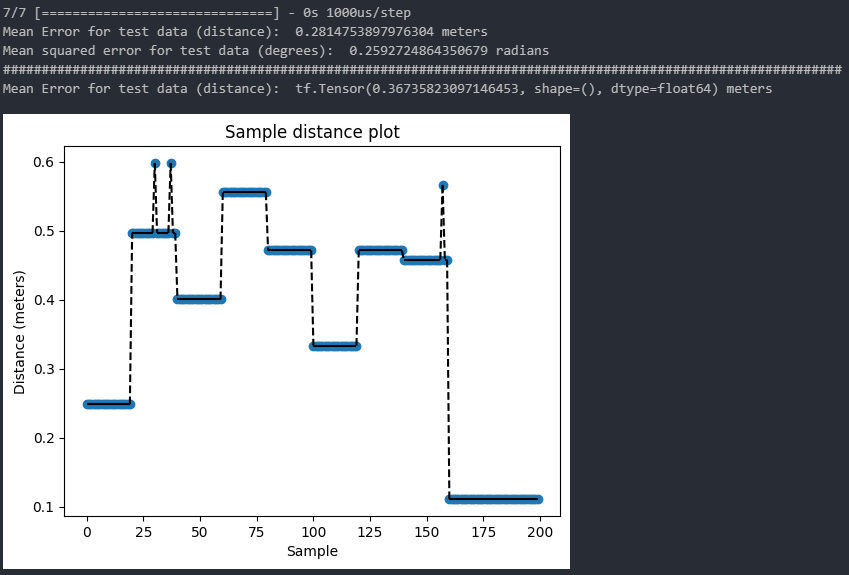 7/7 [==============================] - 0s 1000us/step
Mean Error for test data (distance):  0.2814753897976304 meters
Mean squared error for test data (degrees):  0.2592724864350679 radians
#############################################################################################################
Mean Error for test data (distance):  tf.Tensor(0.36735823097146453, shape=(), dtype=float64) meters
Sample distance plot
Distance (meters)
0.6
0.5
0.4
0.3
0.2
0.1
0 25 50 75 100 125 150 175 200
Sample